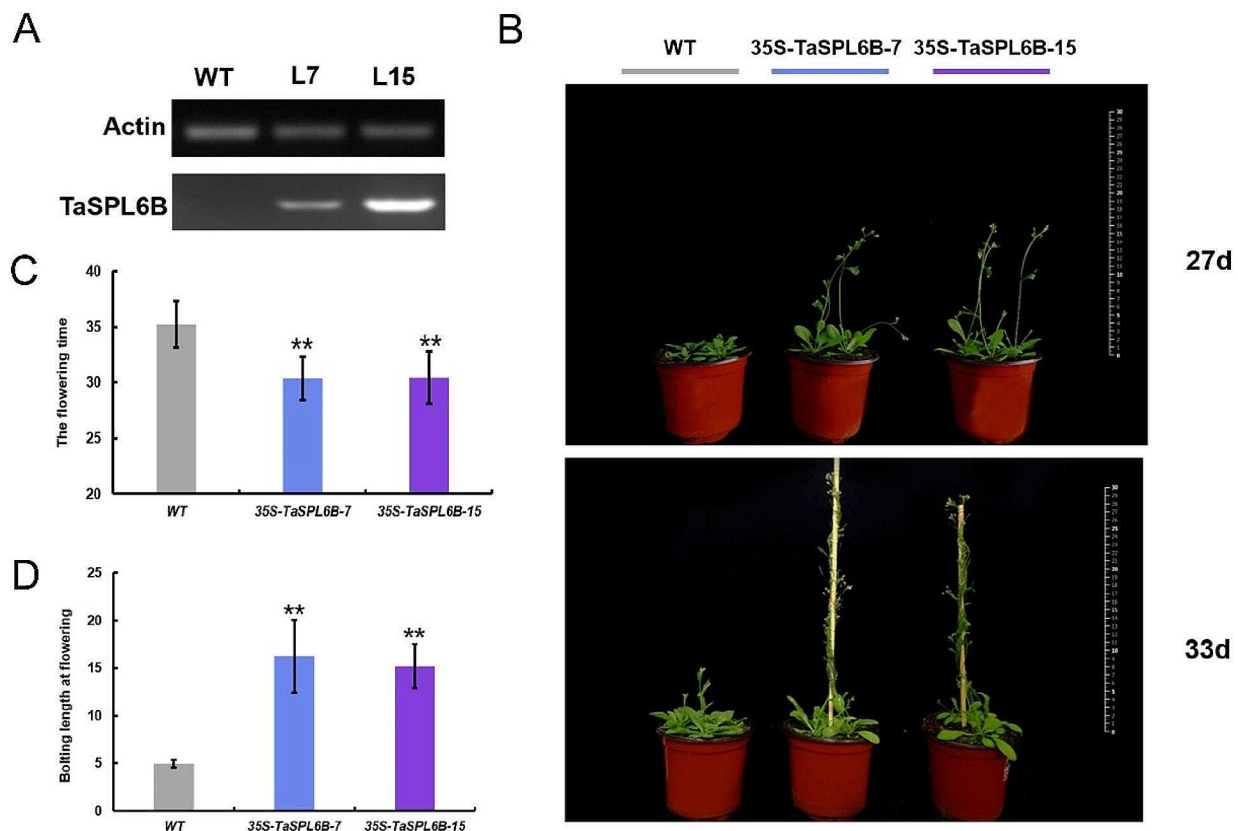 A
WT L7 L15
Actin
TaSPL6B
B
WT 35S-TaSPL6B-7 35S-TaSPL6B-15
27d
33d
C
The flowering time
40
35
30
25
20
** **
WT 35S-TaSPL6B-7 35S-TaSPL6B-15
D
Bolting length at flowering
25
20
15
10
5
0
** **
WT 35S-TaSPL6B-7 35S-TaSPL6B-15